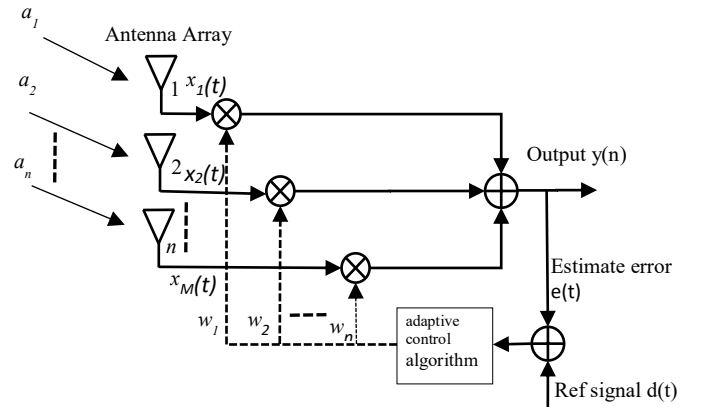 a1
Antenna Array
a2
1 x1(t)
2 x2(t)
Output y(n)
an
n
xM(t)
Estimate error
e(t)
w1 w2 wn
adaptive
control
algorithm
Ref signal d(t)